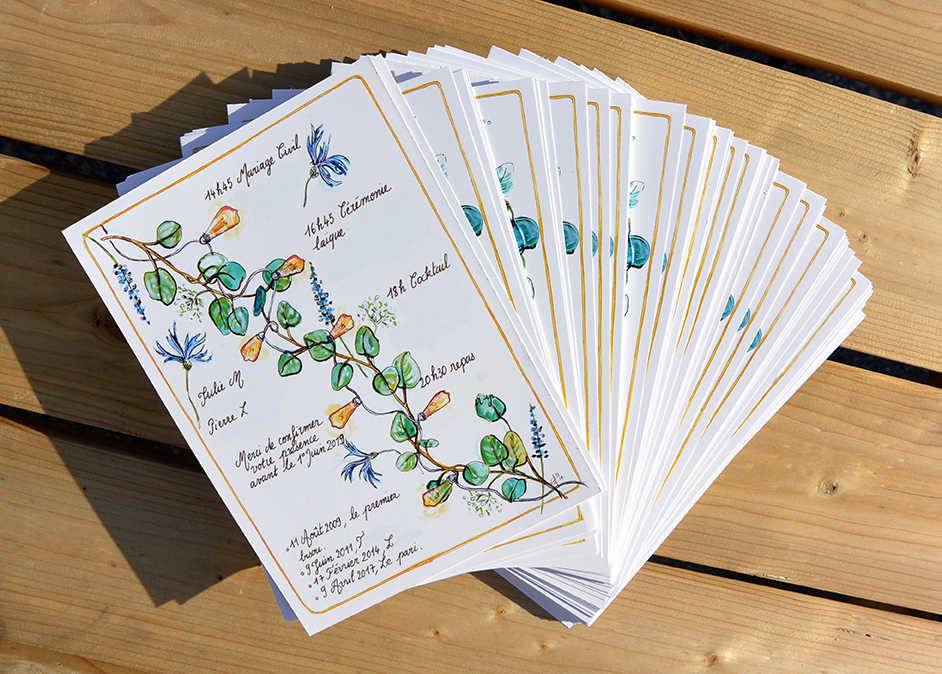 14h45 Mariage Civil
16h45 Cérémonie
laïque
18h Cocktail
20h30 repas
Julie M
Pierre L
Merci de confirmer
votre présence
avant le 1er Juin 2019
11 Août 2009, le premier
bisou.
9 Juin 2011, T
17 Février 2014, L
9 Avril 2017, Le pari.